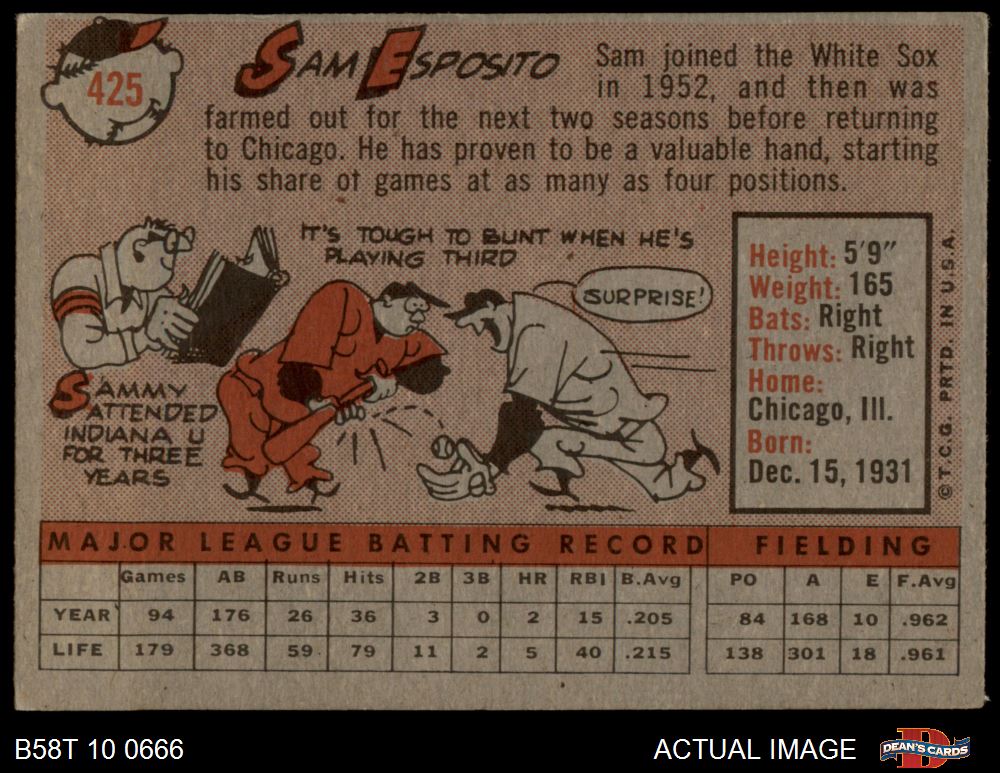 425
SAM ESPOSITO
Sam joined the White Sox
in 1952, and then was
farmed out for the next two seasons before returning
to Chicago. He has proven to be a valuable hand, starting
his share of games at as many as four positions.
IT'S TOUGH TO BUNT WHEN HE'S
PLAYING THIRD
SURPRISE!
SAMMY
ATTENDED
INDIANA U
FOR THREE
YEARS
Height: 5'9"
Weight: 165
Bats: Right
Throws: Right
Home:
Chicago, Ill.
Born:
Dec. 15, 1931
© T.C.G. PRTD. IN U.S.A.
MAJOR LEAGUE BATTING RECORD FIELDING
Games AB Runs Hits 2B 3B HR RBI B.Avg PO A E F.Avg
YEAR 94 176 26 36 3 0 2 15 .205 84 168 10 .962
LIFE 179 368 59 79 11 2 5 40 .215 138 301 18 .961
B58T 10 0666 ACTUAL IMAGE DEAN'S CARDS